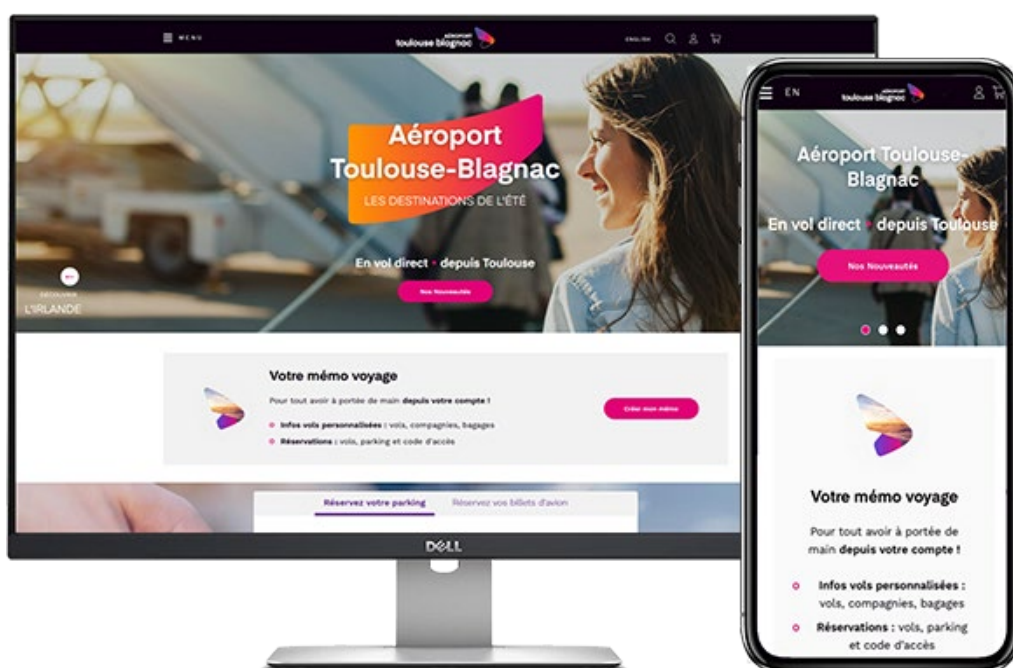 MENU
AÉROPORT
toulouse blagnac
ENGLISH
Aéroport
Toulouse-Blagnac
LES DESTINATIONS DE L'ÉTÉ
En vol direct • depuis Toulouse
Nos Nouveautés
DÉCOUVRIR
L'IRLANDE
Votre mémo voyage
Pour tout avoir à portée de main depuis votre compte !
Infos vols personnalisées : vols, compagnies, bagages
Réservations : vols, parking et code d'accès
Créer mon mémo
Réservez votre parking
Réservez vos billets d'avion
DELL
EN
AÉROPORT
toulouse blagnac
Aéroport Toulouse-
Blagnac
En vol direct • depuis Toulouse
Nos Nouveautés
Votre mémo voyage
Pour tout avoir à portée de
main depuis votre compte !
Infos vols personnalisées :
vols, compagnies, bagages
Réservations : vols, parking
et code d'accès